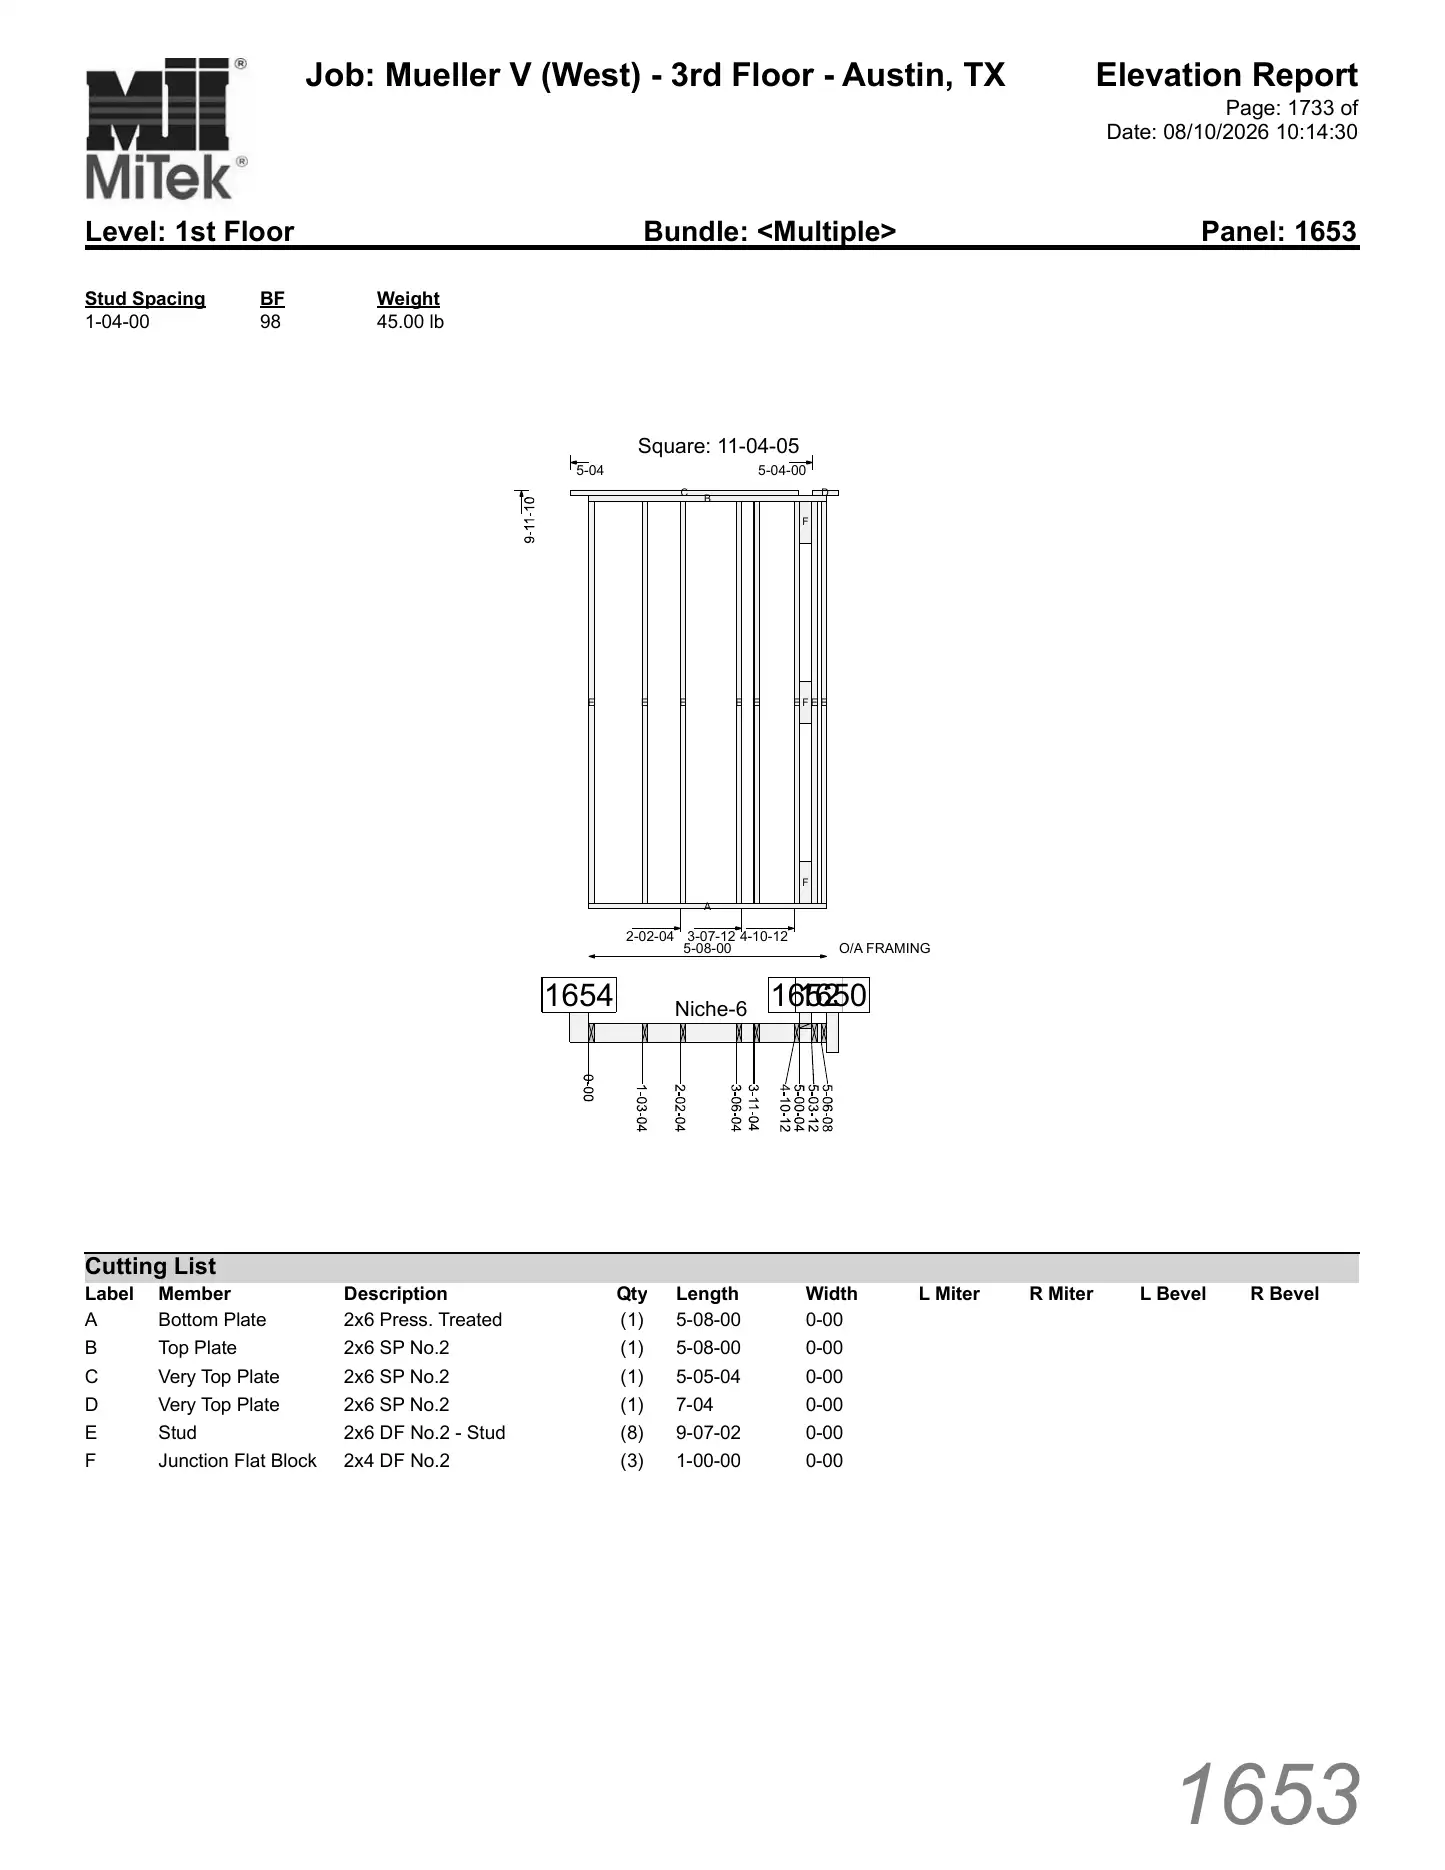 Job: Mueller V (West) - 3rd Floor - Austin, TX
Elevation Report
Page: 1733 of
Date: 08/10/2026 10:14:30
MiTek®
Level: 1st Floor Bundle: <Multiple> Panel: 1653
Stud Spacing BF Weight
1-04-00 98 45.00 lb
Square: 11-04-05
5-04 5-04-00
C D
B
9-11-10
F
E E E E E E F E E
F
A
2-02-04 3-07-12 4-10-12
5-08-00 O/A FRAMING
1654 1652 1650
Niche-6
0-00 1-03-04 2-02-04 3-06-04 3-11-04 4-10-12 5-00-04 5-03-12 5-06-08
Cutting List
Label Member Description Qty Length Width L Miter R Miter L Bevel R Bevel
A Bottom Plate 2x6 Press. Treated (1) 5-08-00 0-00
B Top Plate 2x6 SP No.2 (1) 5-08-00 0-00
C Very Top Plate 2x6 SP No.2 (1) 5-05-04 0-00
D Very Top Plate 2x6 SP No.2 (1) 7-04 0-00
E Stud 2x6 DF No.2 - Stud (8) 9-07-02 0-00
F Junction Flat Block 2x4 DF No.2 (3) 1-00-00 0-00
1653